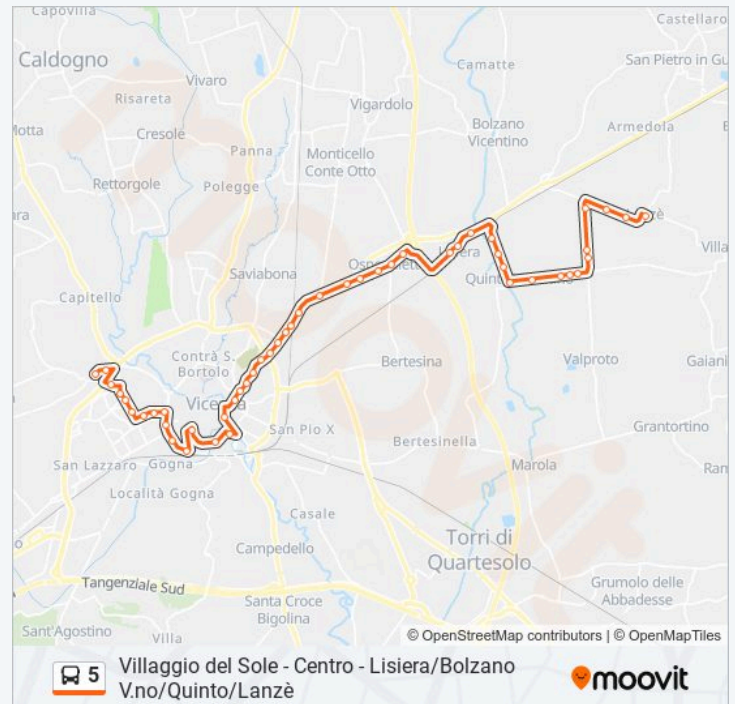 Capovilla
Castellaro
Caldogno
Camatte
San Pietro in Gu
Vivaro
Risareta
Vigardolo
Armedola
Motta
Cresole
Bolzano
Vicentino
Panna
Monticello
Conte Otto
Rettorgole
Polegge
Lisiera
Villa
Saviabona
Capitello
Contrà S.
Bortolo
Bertesina
Valproto
Gaiani
Vicenza
San Pio X
Grantortino
Bertesinella
San Lazzaro
Gogna
Marola
Località Gogna
Casale
Torri di
Quartesolo
Campedello
Tangenziale Sud
Santa Croce
Bigolina
Grumolo delle
Abbadesse
Sant'Agostino
Villa
© OpenStreetMap contributors | © OpenMapTiles
5
Villaggio del Sole - Centro - Lisiera/Bolzano
V.no/Quinto/Lanzè
moovit